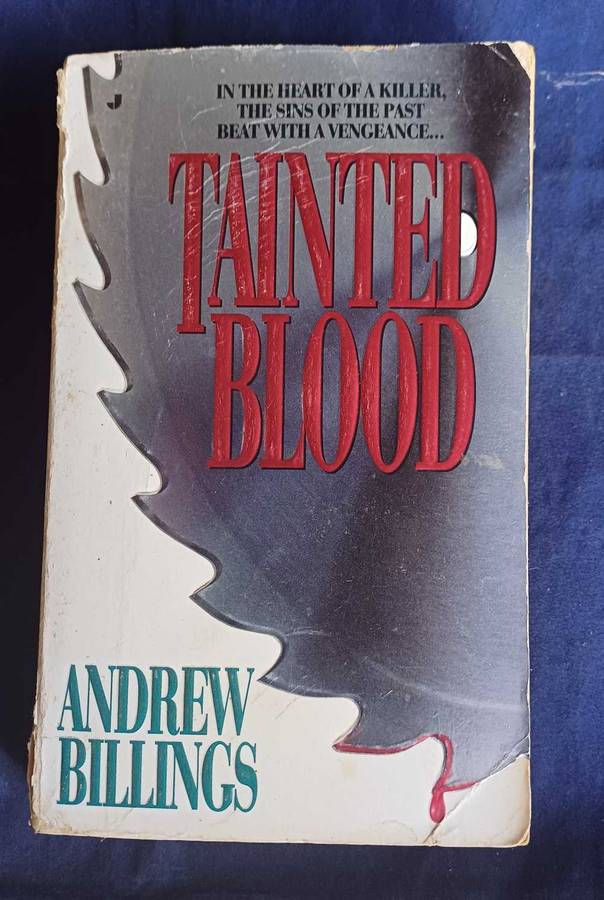 J
IN THE HEART OF A KILLER,
THE SINS OF THE PAST
BEAT WITH A VENGEANCE...
TAINTED
BLOOD
ANDREW
BILLINGS